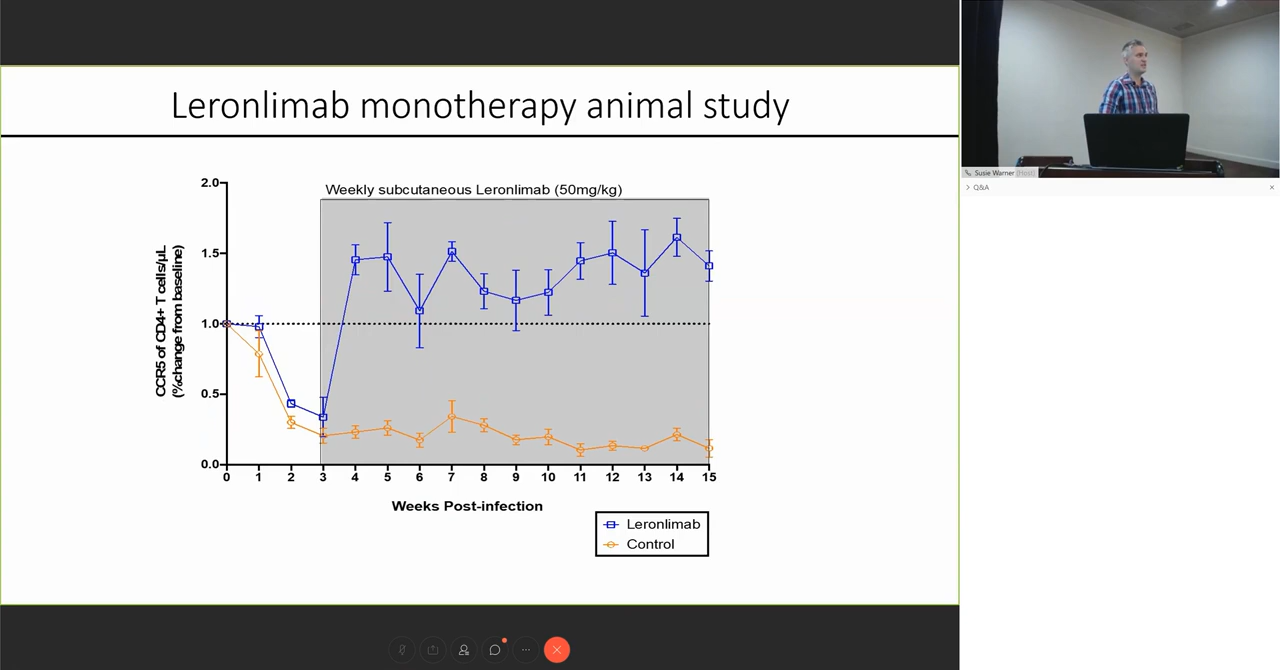 Leronlimab monotherapy animal study
Weekly subcutaneous Leronlimab (50mg/kg)
CCR5 of CD4+ T cells/µL
(%change from baseline)
2.0
1.5
1.0
0.5
0.0
0 1 2 3 4 5 6 7 8 9 10 11 12 13 14 15
Weeks Post-infection
Leronlimab
Control
Susie Warner (Host)
Q&A